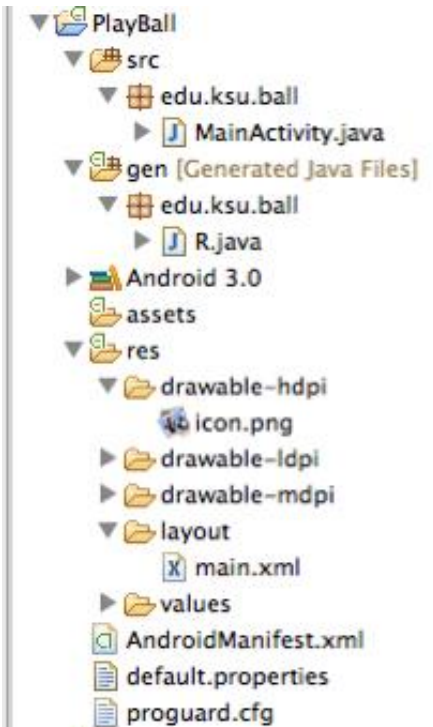 PlayBall
src
edu.ksu.ball
MainActivity.java
gen [Generated Java Files]
edu.ksu.ball
R.java
Android 3.0
assets
res
drawable-hdpi
icon.png
drawable-ldpi
drawable-mdpi
layout
main.xml
values
AndroidManifest.xml
default.properties
proguard.cfg